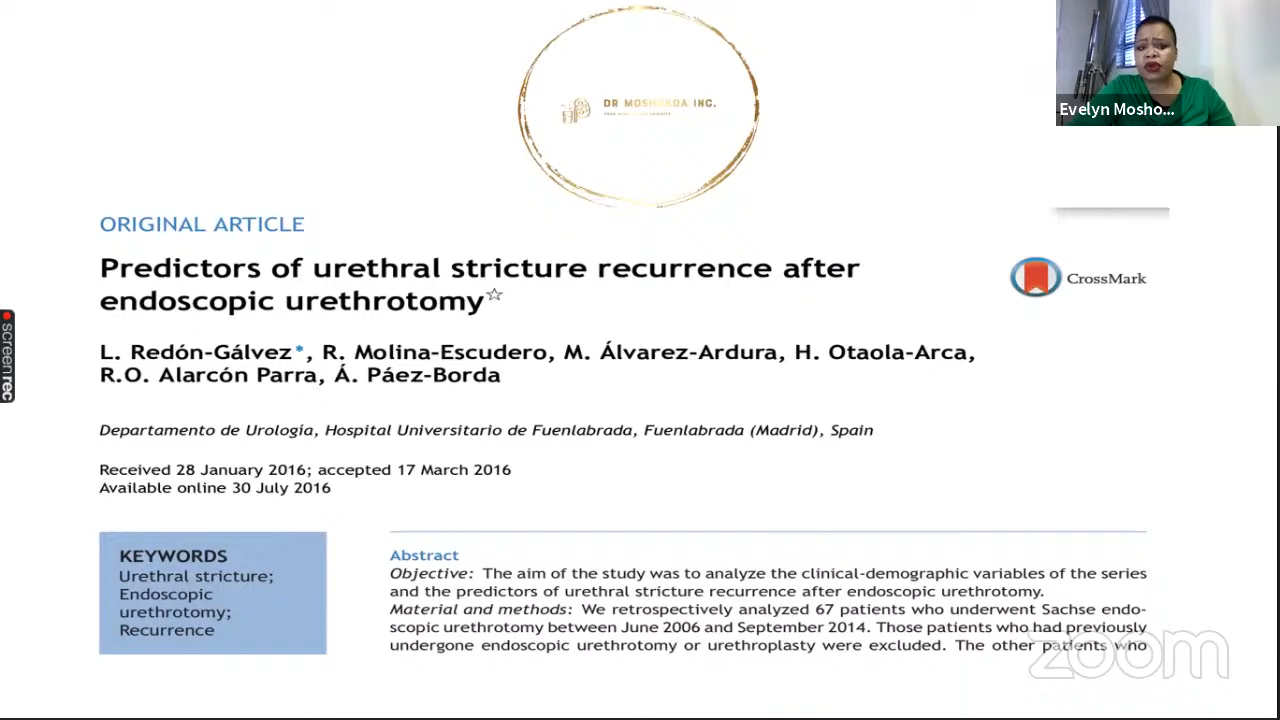 DR MOSHOKOA INC.
Evelyn Mosho...
ORIGINAL ARTICLE
Predictors of urethral stricture recurrence after
endoscopic urethrotomy☆
CrossMark
L. Redón-Gálvez*, R. Molina-Escudero, M. Álvarez-Ardura, H. Otaola-Arca,
R.O. Alarcón Parra, Á. Páez-Borda
Departamento de Urología, Hospital Universitario de Fuenlabrada, Fuenlabrada (Madrid), Spain
Received 28 January 2016; accepted 17 March 2016
Available online 30 July 2016
KEYWORDS
Urethral stricture;
Endoscopic
urethrotomy;
Recurrence
Abstract
Objective: The aim of the study was to analyze the clinical-demographic variables of the series
and the predictors of urethral stricture recurrence after endoscopic urethrotomy.
Material and methods: We retrospectively analyzed 67 patients who underwent Sachse endo-
scopic urethrotomy between June 2006 and September 2014. Those patients who had previously
undergone endoscopic urethrotomy or urethroplasty were excluded. The other patients who
zoom
screenrec